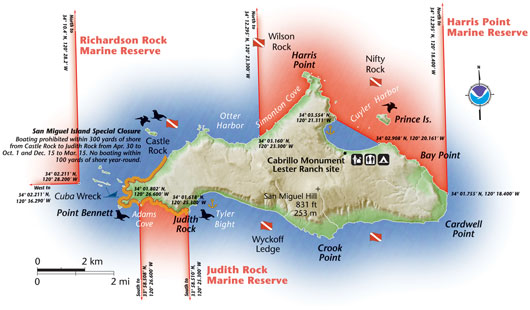 Richardson Rock
Marine Reserve
North to
34° 10.4' N,
120° 28.2' W
North to
34° 12.295' N,
120° 25.300' W
Wilson
Rock
Harris
Point
Nifty
Rock
North to
34° 12.295' N,
120° 18.400' W
Harris Point
Marine Reserve
Simonton Cove
Cuyler Harbor
Prince Is.
Otter
Harbor
San Miguel Island Special Closure
Boating prohibited within 300 yards of shore
from Castle Rock to Judith Rock from Apr. 30 to
Oct. 1 and Dec. 15 to Mar. 15. No boating within
100 yards of shore year-round.
Castle
Rock
34° 03.160' N
120° 23.300' W
34° 03.554' N
120° 21.311' W
34° 02.908' N, 120° 20.161' W
Cabrillo Monument
Lester Ranch site
Bay Point
34° 02.211' N,
120° 28.200' W
West to
34° 02.211' N,
120° 36.290' W
Cuba Wreck
34° 01.802' N,
120° 26.600' W
34° 01.618' N,
120° 25.300' W
San Miguel Hill
831 ft
253 m
34° 01.755' N, 120° 18.400' W
Point Bennett
Adams
Cove
Judith
Rock
Tyler
Bight
Wyckoff
Ledge
Crook
Point
Cardwell
Point
0 2 km
0 2 mi
South to
33° 58.508' N,
120° 26.600' W
South to
33° 58.510' N,
120° 25.300' W
Judith Rock
Marine Reserve